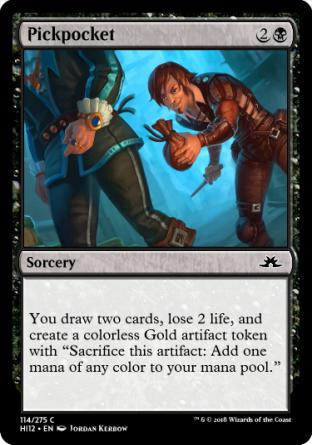 Pickpocket 2
Sorcery
You draw two cards, lose 2 life, and
create a colorless Gold artifact token
with “Sacrifice this artifact: Add one
mana of any color to your mana pool.”
114/275 C
HI12 • EN JORDAN KERBOW
™ & © 2018 Wizards of the Coast